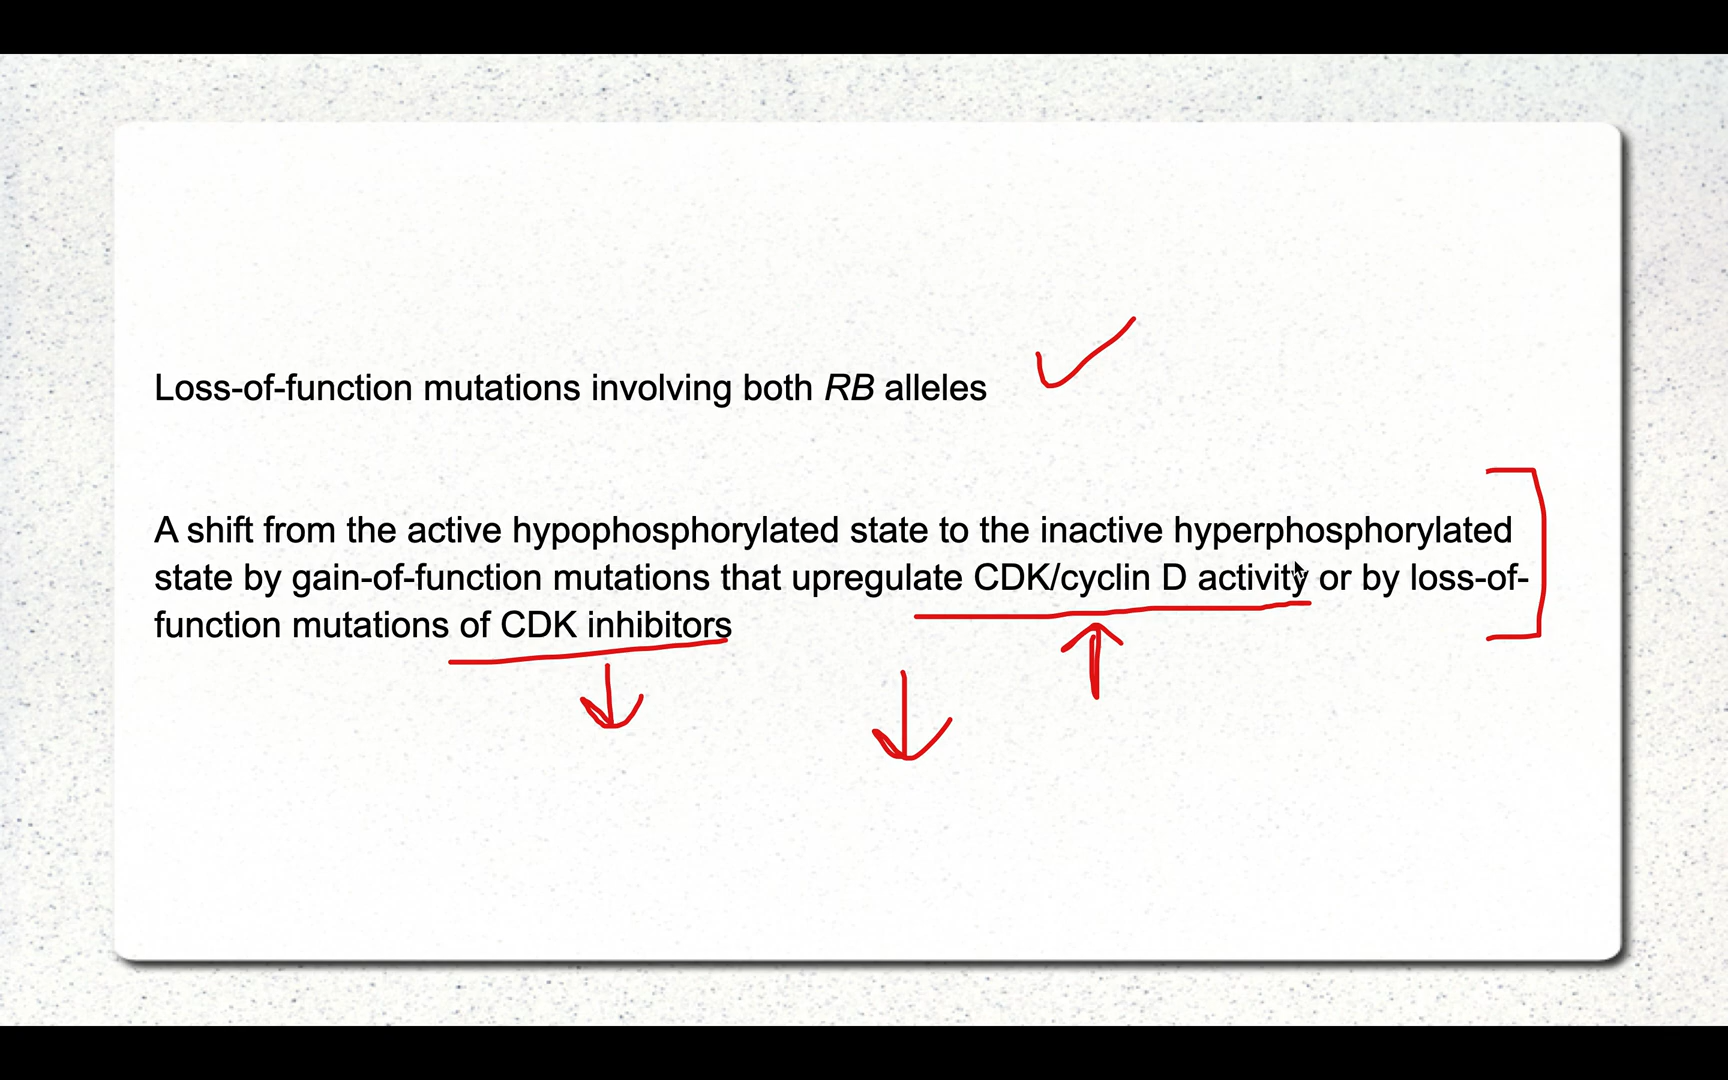 Loss-of-function mutations involving both RB alleles
A shift from the active hypophosphorylated state to the inactive hyperphosphorylated
state by gain-of-function mutations that upregulate CDK/cyclin D activity or by loss-of-
function mutations of CDK inhibitors